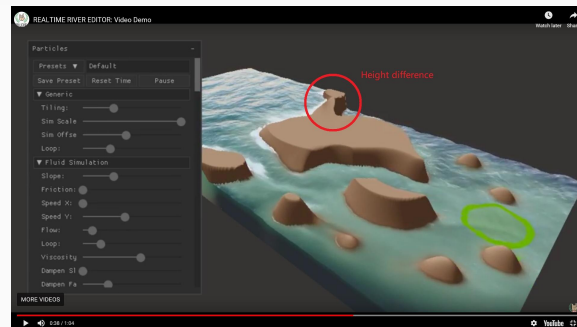 REALTIME RIVER EDITOR: Video Demo
Watch later
Particles
Presets ▼ Default
Save Preset Reset Time Pause
▼ Generic
Tiling:
Sim Scale
Sim Offse
Loop:
▼ Fluid Simulation
Slope:
Friction:
Speed X:
Speed V:
Flow:
Loop:
Viscosity
Dampen Sl
Dampen Fa
Height difference
MORE VIDEOS
0:38 / 1:04
YouTube